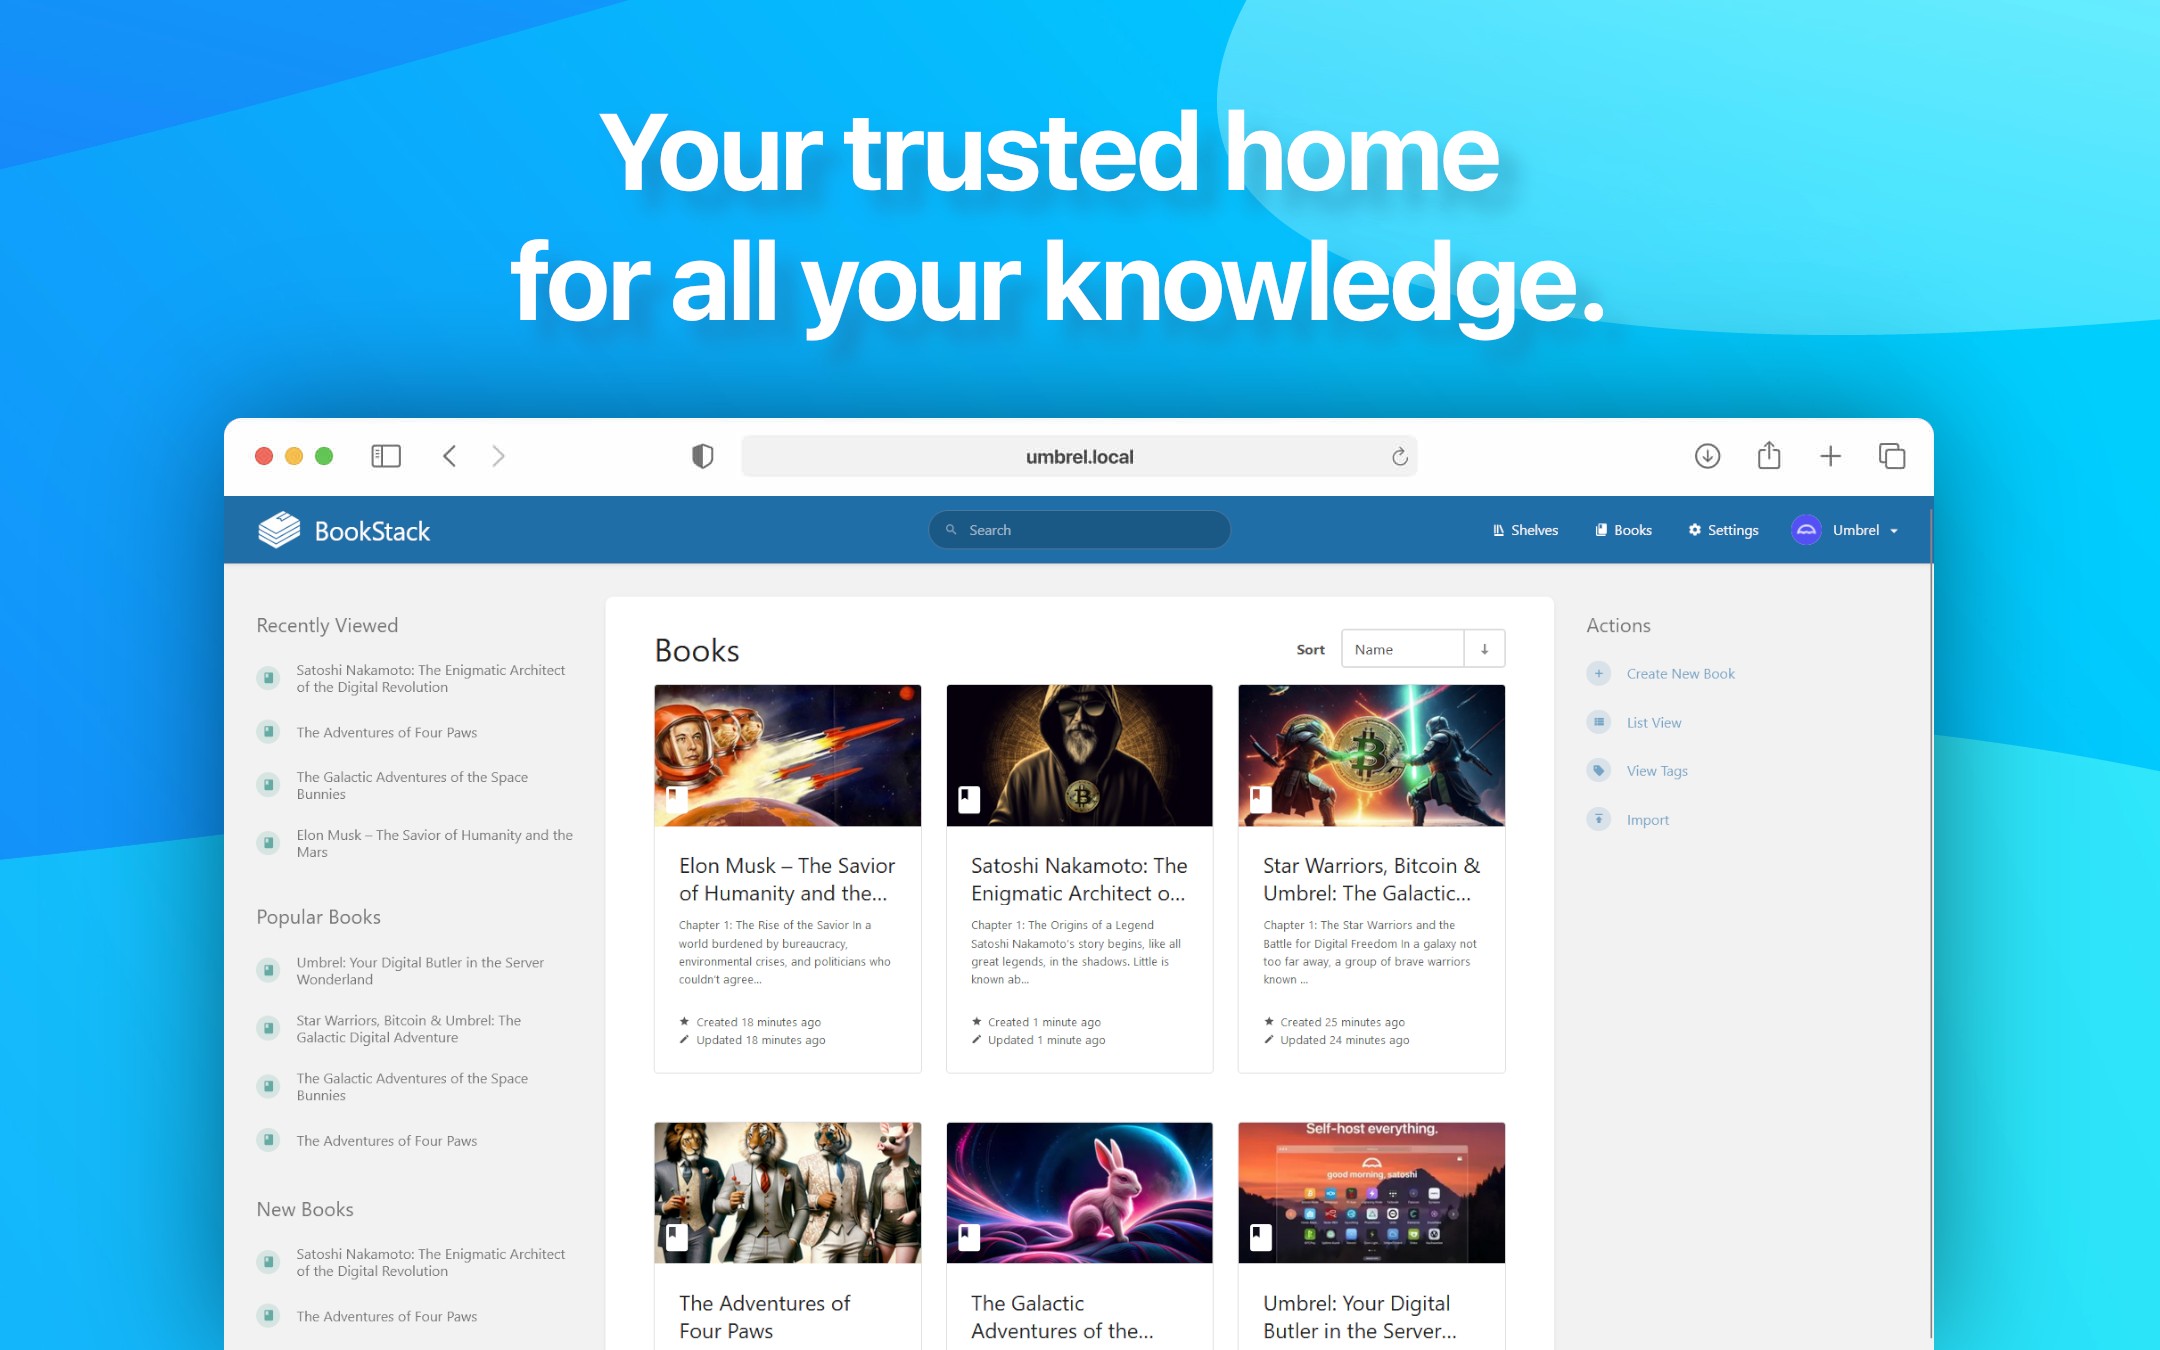 Your trusted home
for all your knowledge.
umbrel.local
BookStack
Search
Shelves
Books
Settings
Umbrel
Recently Viewed
Satoshi Nakamoto: The Enigmatic Architect
of the Digital Revolution
The Adventures of Four Paws
The Galactic Adventures of the Space
Bunnies
Elon Musk – The Savior of Humanity and the
Mars
Popular Books
Umbrel: Your Digital Butler in the Server
Wonderland
Star Warriors, Bitcoin & Umbrel: The
Galactic Digital Adventure
The Galactic Adventures of the Space
Bunnies
The Adventures of Four Paws
New Books
Satoshi Nakamoto: The Enigmatic Architect
of the Digital Revolution
The Adventures of Four Paws
Books
Sort
Name
Elon Musk – The Savior
of Humanity and the...
Chapter 1: The Rise of the Savior In a
world burdened by bureaucracy,
environmental crises, and politicians who
couldn't agree...
Created 18 minutes ago
Updated 18 minutes ago
Satoshi Nakamoto: The
Enigmatic Architect o...
Chapter 1: The Origins of a Legend
Satoshi Nakamoto's story begins, like all
great legends, in the shadows. Little is
known ab...
Created 1 minute ago
Updated 1 minute ago
Star Warriors, Bitcoin &
Umbrel: The Galactic...
Chapter 1: The Star Warriors and the
Battle for Digital Freedom In a galaxy not
too far away, a group of brave warriors
known ...
Created 25 minutes ago
Updated 24 minutes ago
The Adventures of
Four Paws
The Galactic
Adventures of the...
Self-host everything.
good morning, satoshi
Umbrel: Your Digital
Butler in the Server...
Actions
Create New Book
List View
View Tags
Import